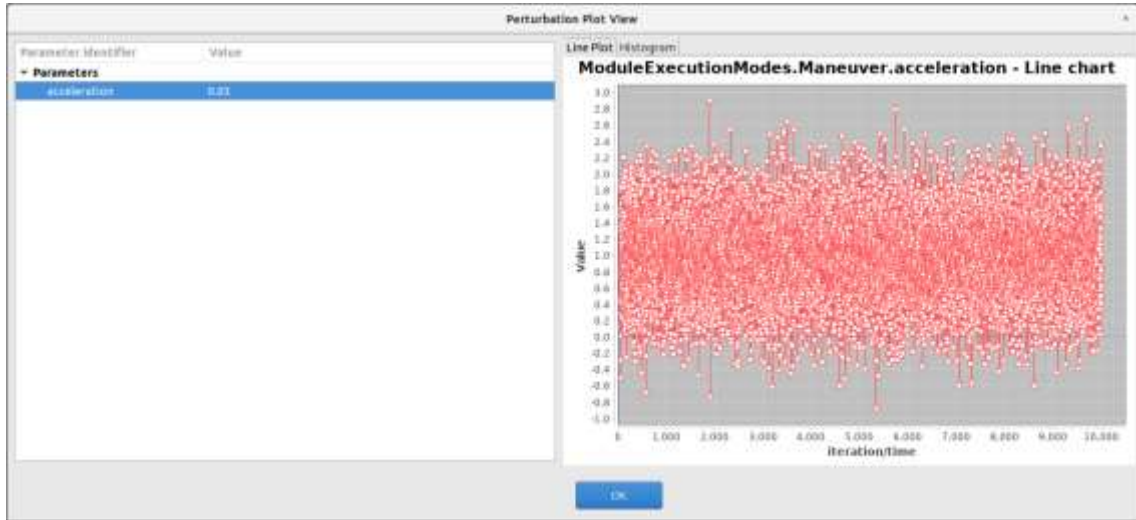 Perturbation Plot View
Parameter Identifier Value
Parameters
acceleration 0.03
Line Plot Histogram
ModuleExecutionModes.Maneuver.acceleration - Line chart
3.0
2.8
2.6
2.4
2.2
2.0
1.8
1.6
1.4
1.2
1.0
0.8
0.6
0.4
0.2
0.0
-0.2
-0.4
-0.6
-0.8
-1.0
Value
0 1,000 2,000 3,000 4,000 5,000 6,000 7,000 8,000 9,000 10,000
iteration/time
OK